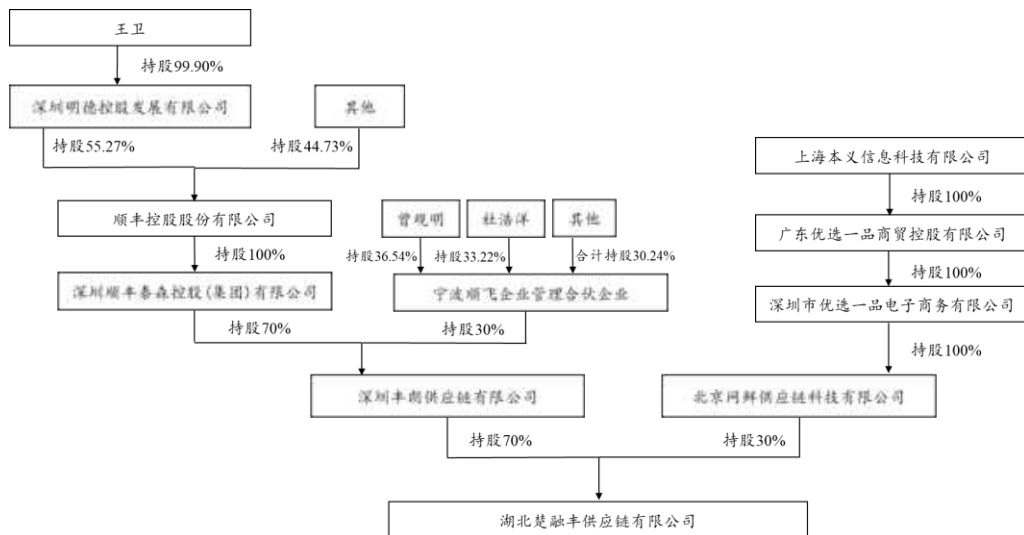 王卫
持股99.90%
深圳明德控股发展有限公司
其他
持股55.27%
持股44.73%
上海本义信息科技有限公司
持股100%
顺丰控股股份有限公司
曾观明
杜浩洋
其他
广东优选一品商贸控股有限公司
持股100%
持股36.54%
持股33.22%
合计持股30.24%
持股100%
深圳顺丰泰森控股(集团)有限公司
宁波顺飞企业管理合伙企业
深圳市优选一品电子商务有限公司
持股70%
持股30%
持股100%
深圳丰朗供应链有限公司
北京网鲜供应链科技有限公司
持股70%
持股30%
湖北楚融丰供应链有限公司